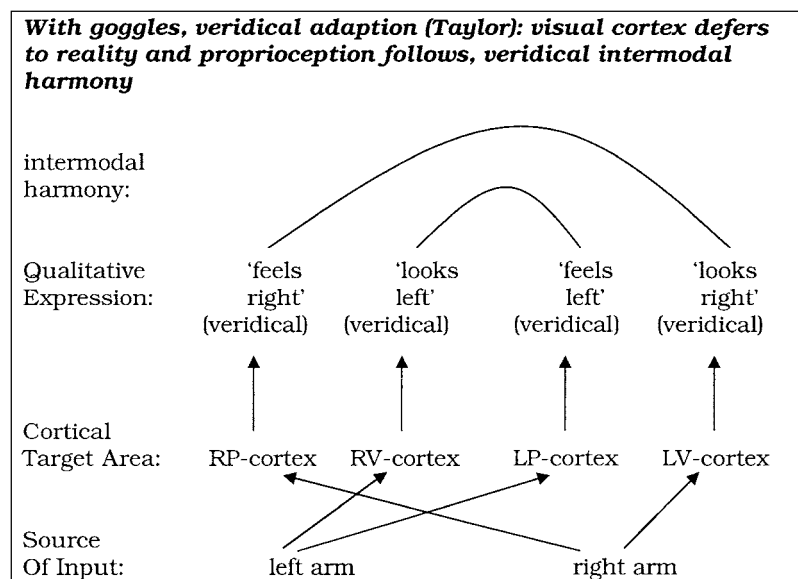 With goggles, veridical adaption (Taylor): visual cortex defers
to reality and proprioception follows, veridical intermodal
harmony
intermodal
harmony:
Qualitative
Expression:
‘feels
right’
(veridical)
‘looks
left’
(veridical)
‘feels
left’
(veridical)
‘looks
right’
(veridical)
Cortical
Target Area: RP-cortex RV-cortex LP-cortex LV-cortex
Source
Of Input: left arm right arm